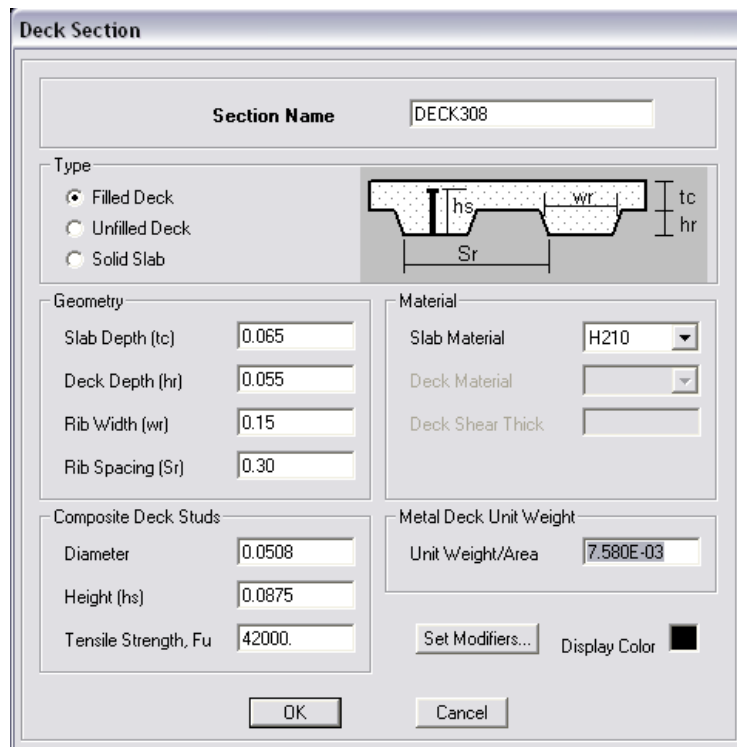 Deck Section
Section Name DECK308
Type
Filled Deck
Unfilled Deck
Solid Slab
hs wr tc
hr
Sr
Geometry
Slab Depth (tc) 0.065
Deck Depth (hr) 0.055
Rib Width (wr) 0.15
Rib Spacing (Sr) 0.30
Material
Slab Material H210
Deck Material
Deck Shear Thick
Composite Deck Studs
Diameter 0.0508
Height (hs) 0.0875
Tensile Strength, Fu 42000.
Metal Deck Unit Weight
Unit Weight/Area 7.580E-03
Set Modifiers... Display Color
OK Cancel